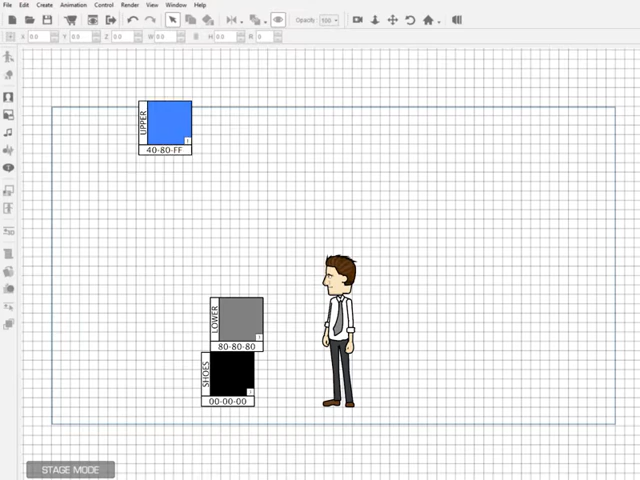 File Edit Create Animation Control Render View Window Help
Opacity: 100
X 0.0 Y 0.0 Z 0.0 W 0.0 H 0.0 R 0
UPPER
40-80-FF
LOWER
80-80-80
SHOES
00-00-00
STAGE MODE